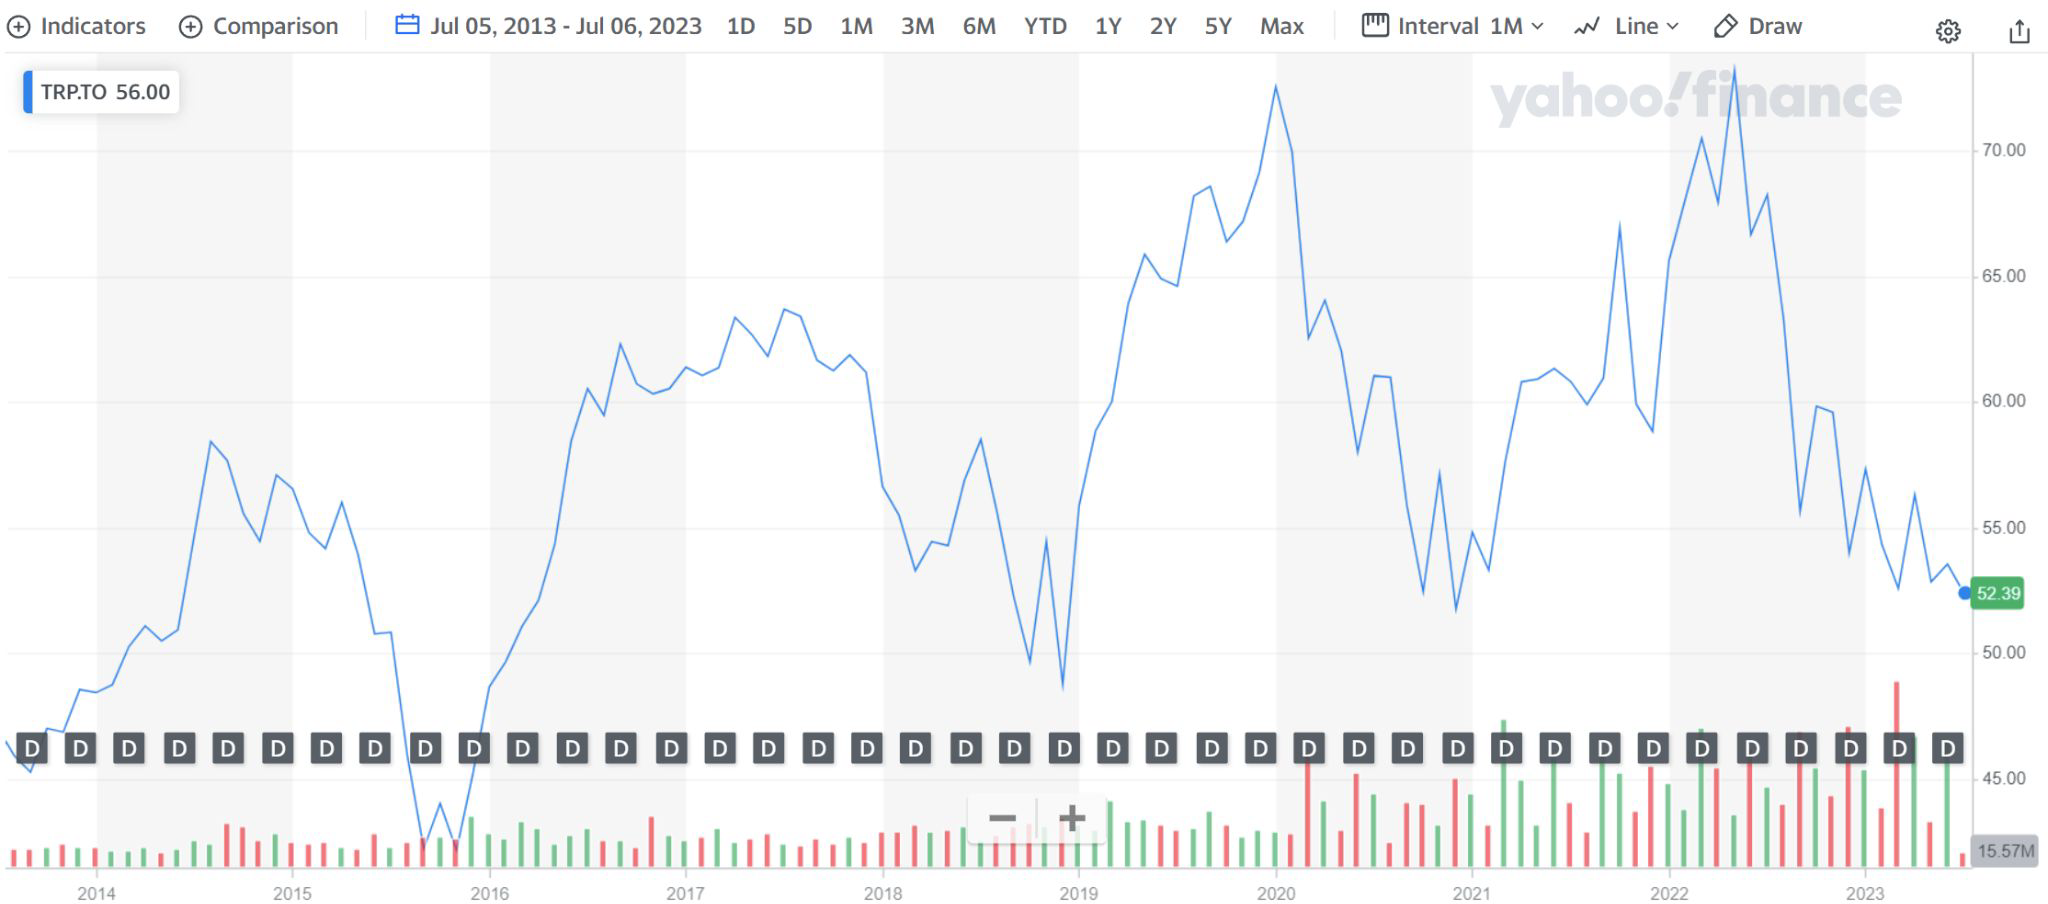 Indicators Comparison Jul 05, 2013 - Jul 06, 2023 1D 5D 1M 3M 6M YTD 1Y 2Y 5Y Max Interval 1M Line Draw
TRP.TO 56.00
yahoo!finance
70.00
65.00
60.00
55.00
52.39
50.00
D D D D D D D D D D D D D D D D D D D D D D D D D D D D D D D D D D D D D D D D
45.00
− +
15.57M
2014 2015 2016 2017 2018 2019 2020 2021 2022 2023